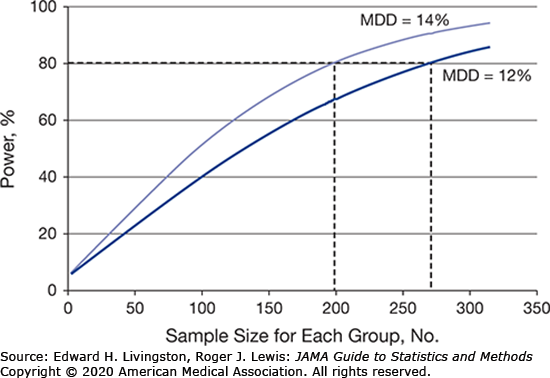 100
80
60
40
20
0
Power, %
MDD = 14%
MDD = 12%
0 50 100 150 200 250 300 350
Sample Size for Each Group, No.
Source: Edward H. Livingston, Roger J. Lewis: JAMA Guide to Statistics and Methods
Copyright © 2020 American Medical Association. All rights reserved.